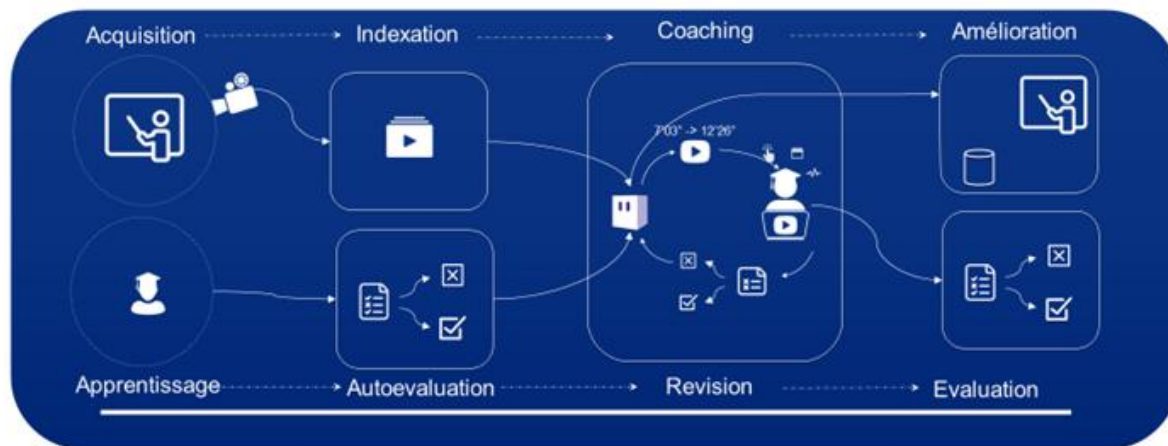 Acquisition Indexation Coaching Amélioration
7'03" -> 12'26"
Apprentissage Autoevaluation Revision Evaluation